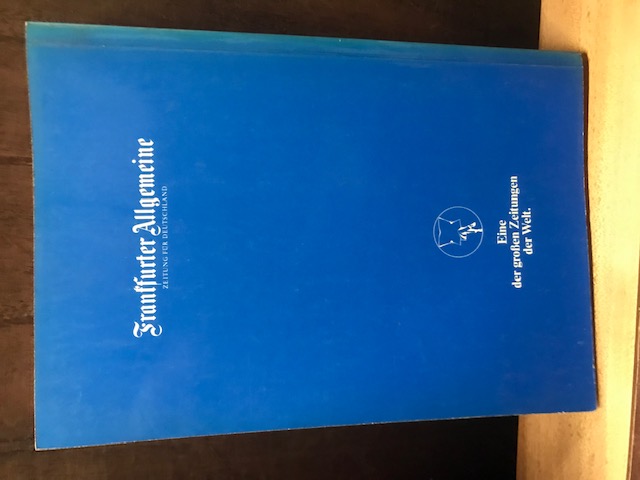 Frankfurter Allgemeine
ZEITUNG FÜR DEUTSCHLAND
Eine
der großen Zeitungen
der Welt.